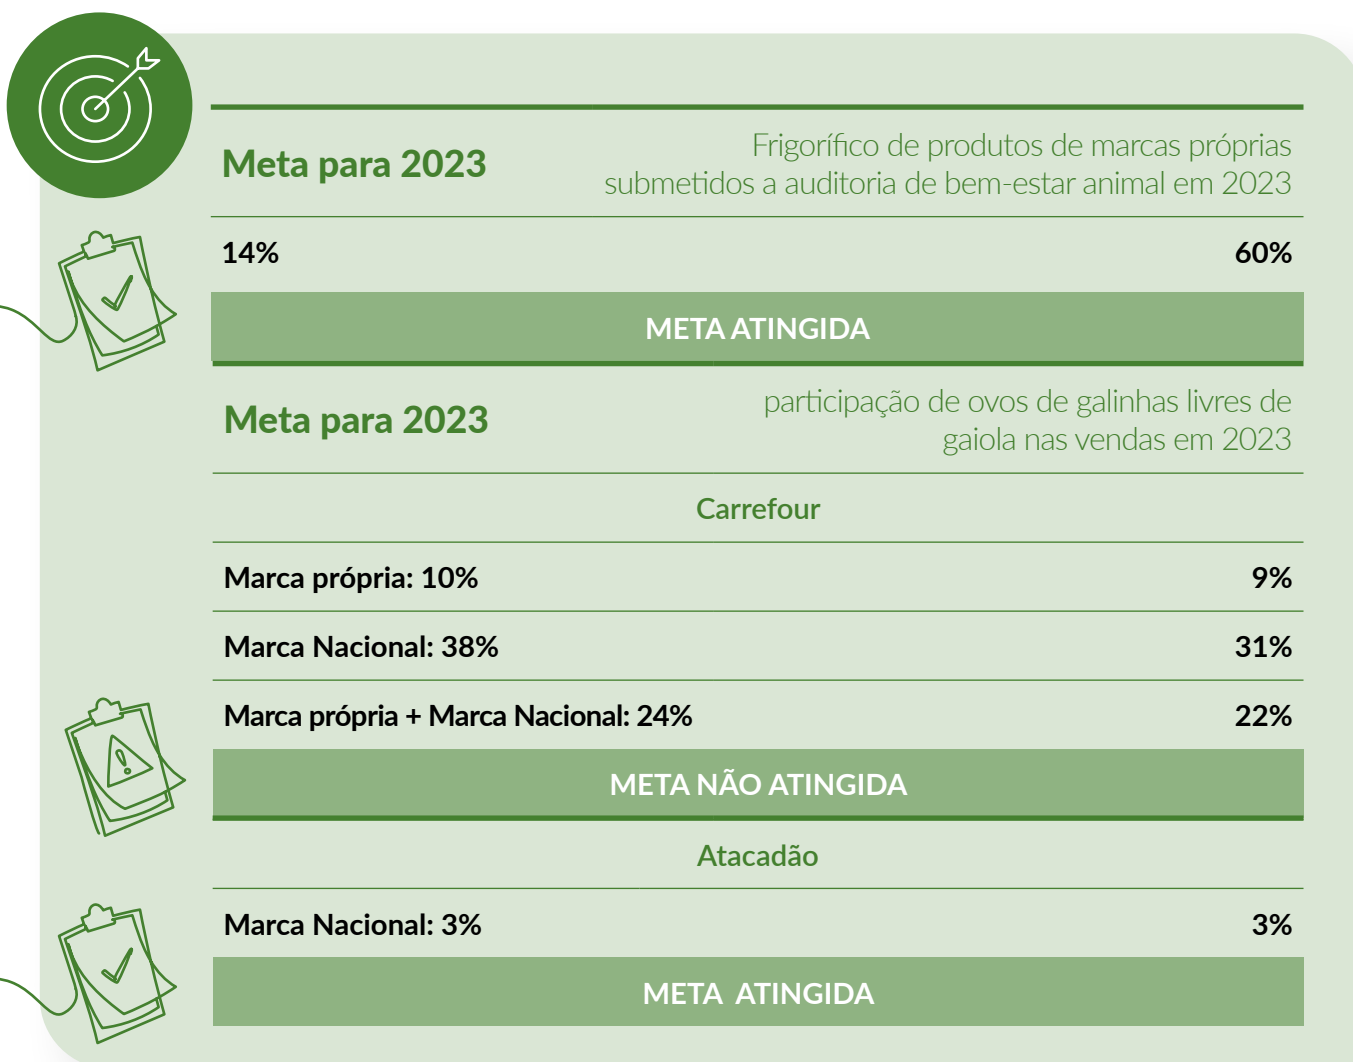 Meta para 2023
Frigorífico de produtos de marcas próprias
submetidos a auditoria de bem-estar animal em 2023
14%
60%
META ATINGIDA
Meta para 2023
participação de ovos de galinhas livres de
gaiola nas vendas em 2023
Carrefour
Marca própria: 10%
9%
Marca Nacional: 38%
31%
Marca própria + Marca Nacional: 24%
22%
META NÃO ATINGIDA
Atacadão
Marca Nacional: 3%
3%
META ATINGIDA